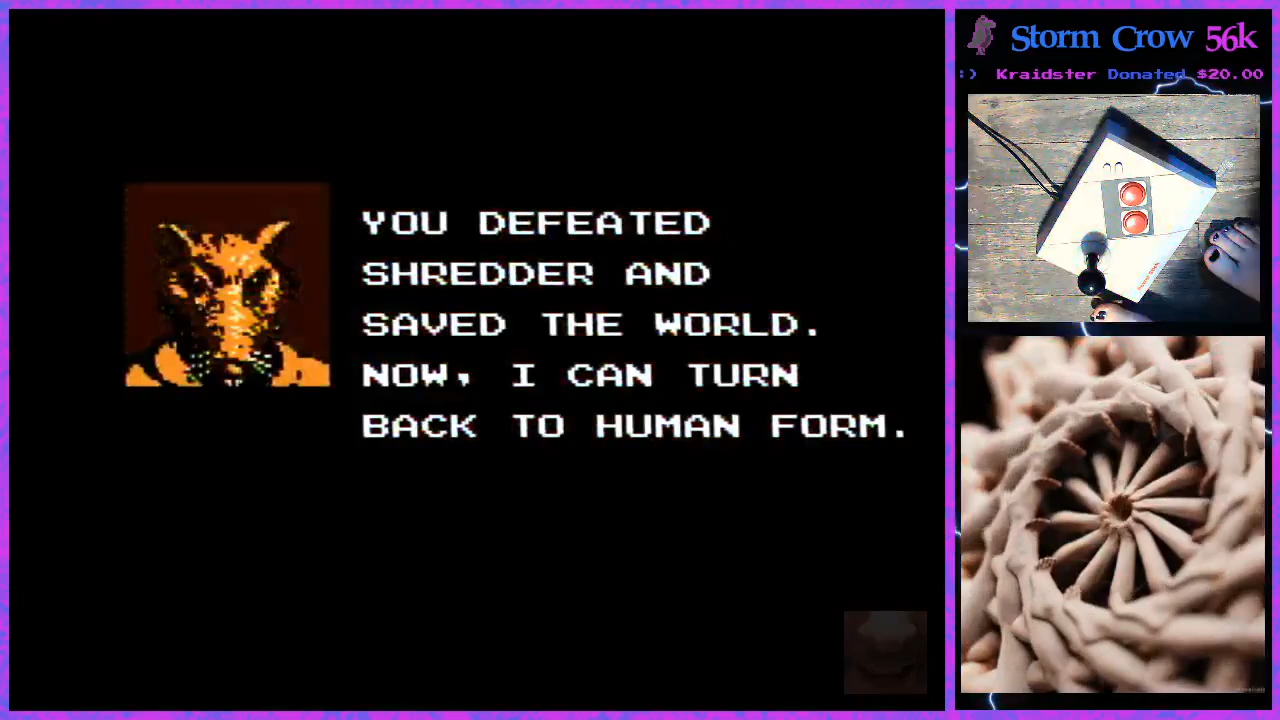 YOU DEFEATED
SHREDDER AND
SAVED THE WORLD.
NOW, I CAN TURN
BACK TO HUMAN FORM.
Storm Crow 56k
:) Kraidster Donated $20.00